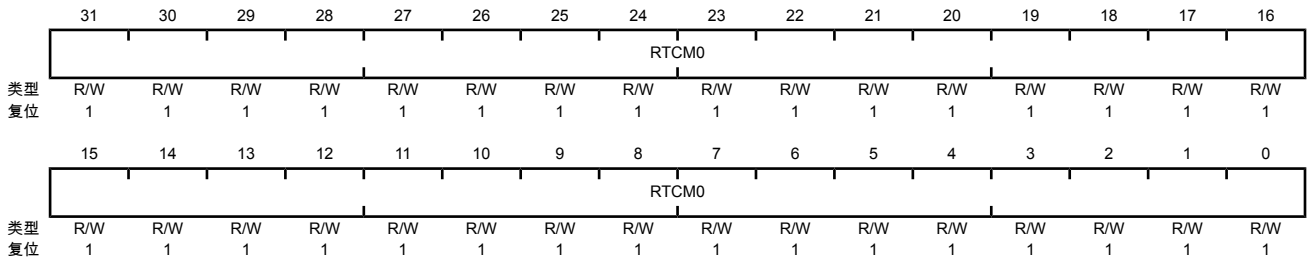 31 30 29 28 27 26 25 24 23 22 21 20 19 18 17 16
RTCM0
类型 R/W R/W R/W R/W R/W R/W R/W R/W R/W R/W R/W R/W R/W R/W R/W R/W
复位 1 1 1 1 1 1 1 1 1 1 1 1 1 1 1 1
15 14 13 12 11 10 9 8 7 6 5 4 3 2 1 0
RTCM0
类型 R/W R/W R/W R/W R/W R/W R/W R/W R/W R/W R/W R/W R/W R/W R/W R/W
复位 1 1 1 1 1 1 1 1 1 1 1 1 1 1 1 1